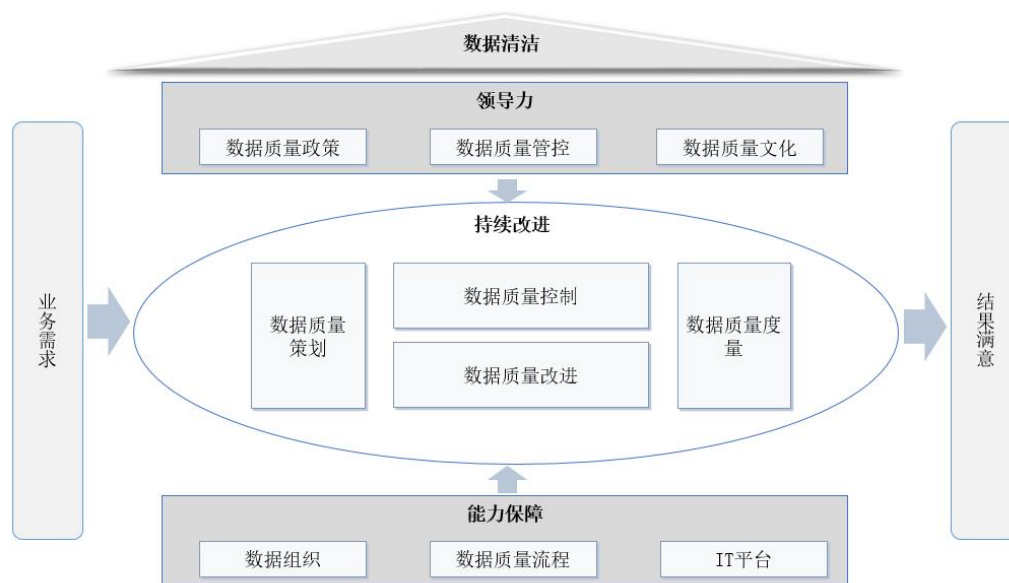 数据清洁
领导力
数据质量政策
数据质量管控
数据质量文化
持续改进
业务需求
数据质量
策划
数据质量控制
数据质量改进
数据质量度
量
结果满意
能力保障
数据组织
数据质量流程
IT平台